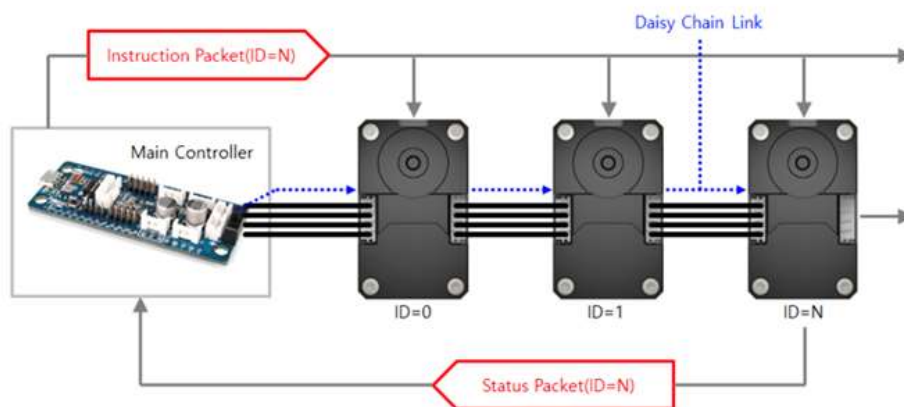 Daisy Chain Link
Instruction Packet(ID=N)
Main Controller
ID=0
ID=1
ID=N
Status Packet(ID=N)